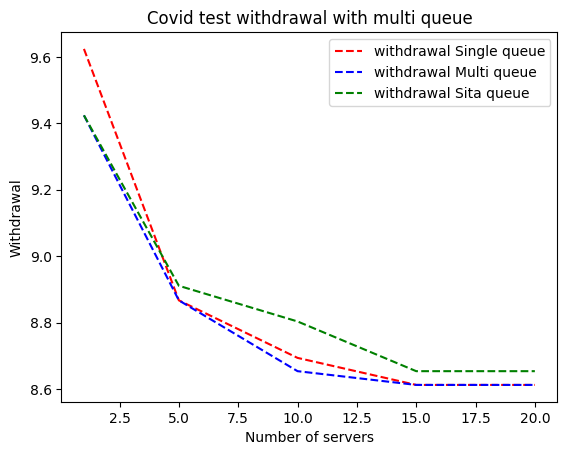 Covid test withdrawal with multi queue
withdrawal Single queue
withdrawal Multi queue
withdrawal Sita queue
Withdrawal
9.6
9.4
9.2
9.0
8.8
8.6
2.5 5.0 7.5 10.0 12.5 15.0 17.5 20.0
Number of servers